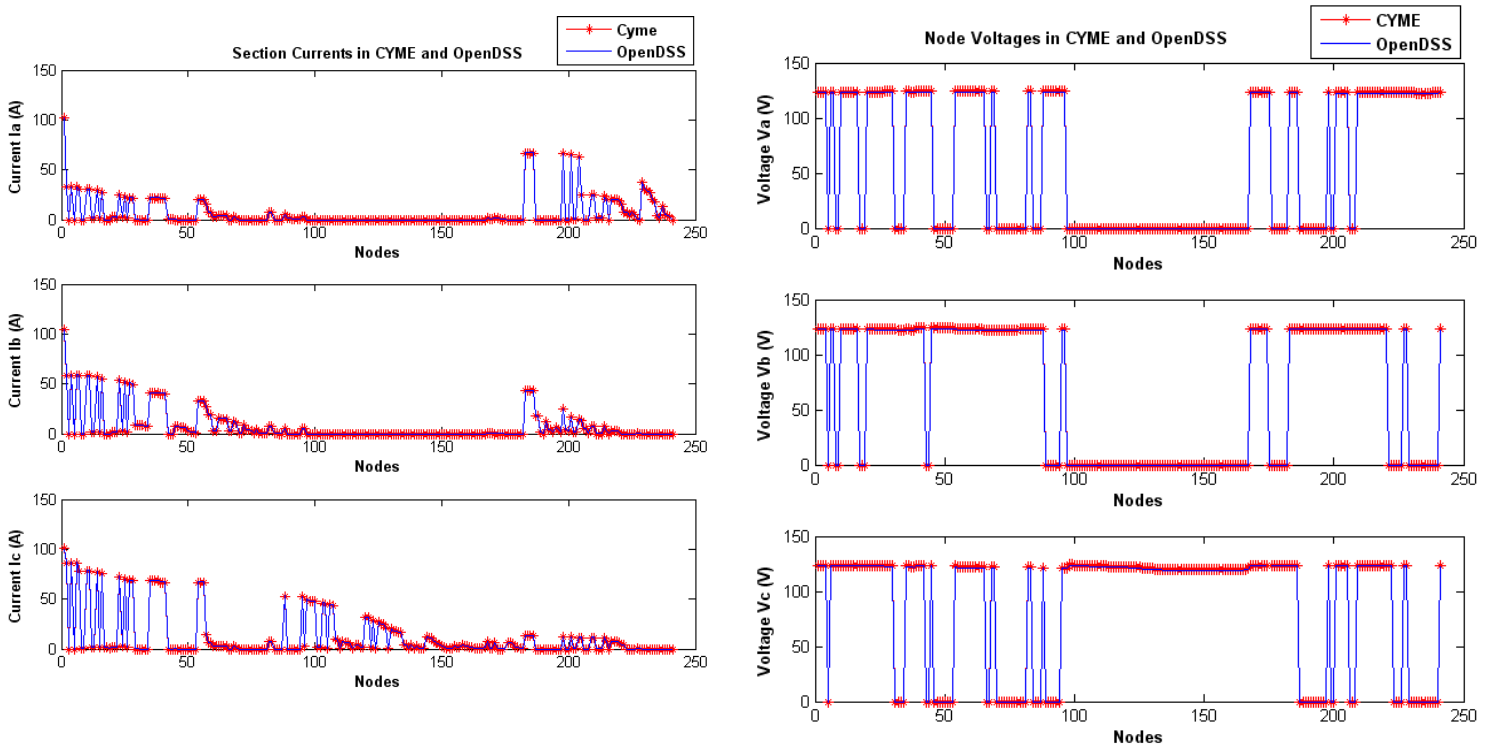 Section Currents in CYME and OpenDSS
Cyme
OpenDSS
Current Ia (A)
150
100
50
0
0 50 100 150 200 250
Nodes
Current Ib (A)
150
100
50
0
0 50 100 150 200 250
Nodes
Current Ic (A)
150
100
50
0
0 50 100 150 200 250
Nodes
Node Voltages in CYME and OpenDSS
CYME
OpenDSS
Voltage Va (V)
150
100
50
0
0 50 100 150 200 250
Nodes
Voltage Vb (V)
150
100
50
0
0 50 100 150 200 250
Nodes
Voltage Vc (V)
150
100
50
0
0 50 100 150 200 250
Nodes